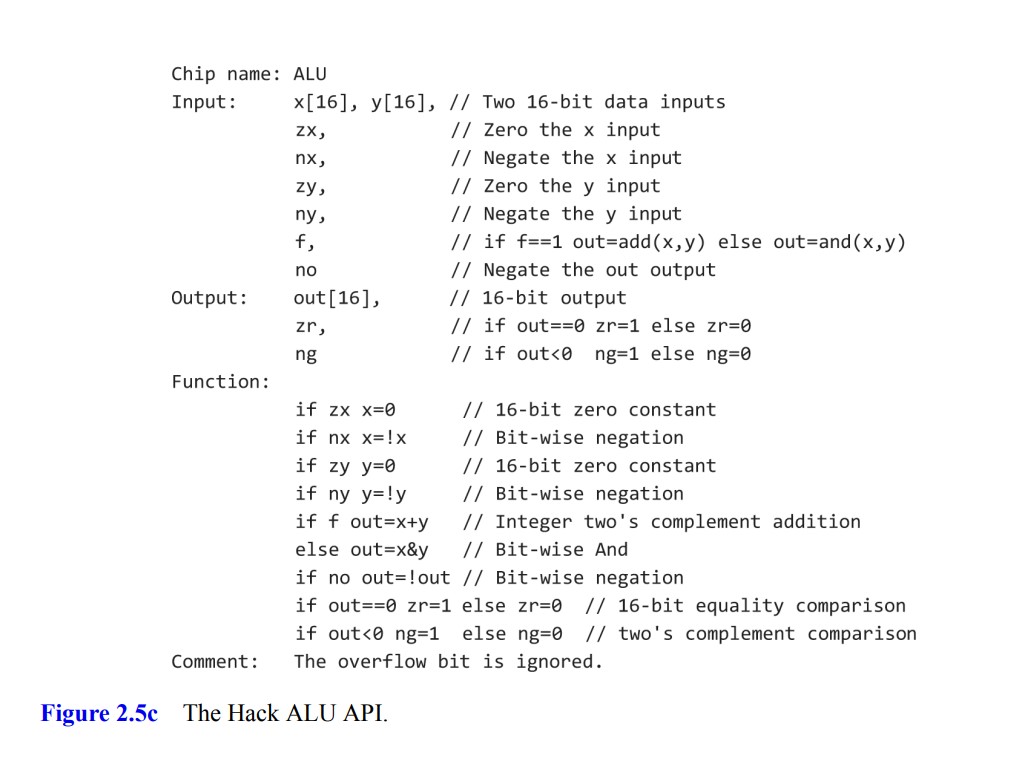 Chip name: ALU
Input: x[16], y[16], // Two 16-bit data inputs
zx, // Zero the x input
nx, // Negate the x input
zy, // Zero the y input
ny, // Negate the y input
f, // if f==1 out=add(x,y) else out=and(x,y)
no // Negate the out output
Output: out[16], // 16-bit output
zr, // if out==0 zr=1 else zr=0
ng // if out<0 ng=1 else ng=0
Function:
if zx x=0 // 16-bit zero constant
if nx x=!x // Bit-wise negation
if zy y=0 // 16-bit zero constant
if ny y=!y // Bit-wise negation
if f out=x+y // Integer two's complement addition
else out=x&y // Bit-wise And
if no out=!out // Bit-wise negation
if out==0 zr=1 else zr=0 // 16-bit equality comparison
if out<0 ng=1 else ng=0 // two's complement comparison
Comment: The overflow bit is ignored.
Figure 2.5c The Hack ALU API.